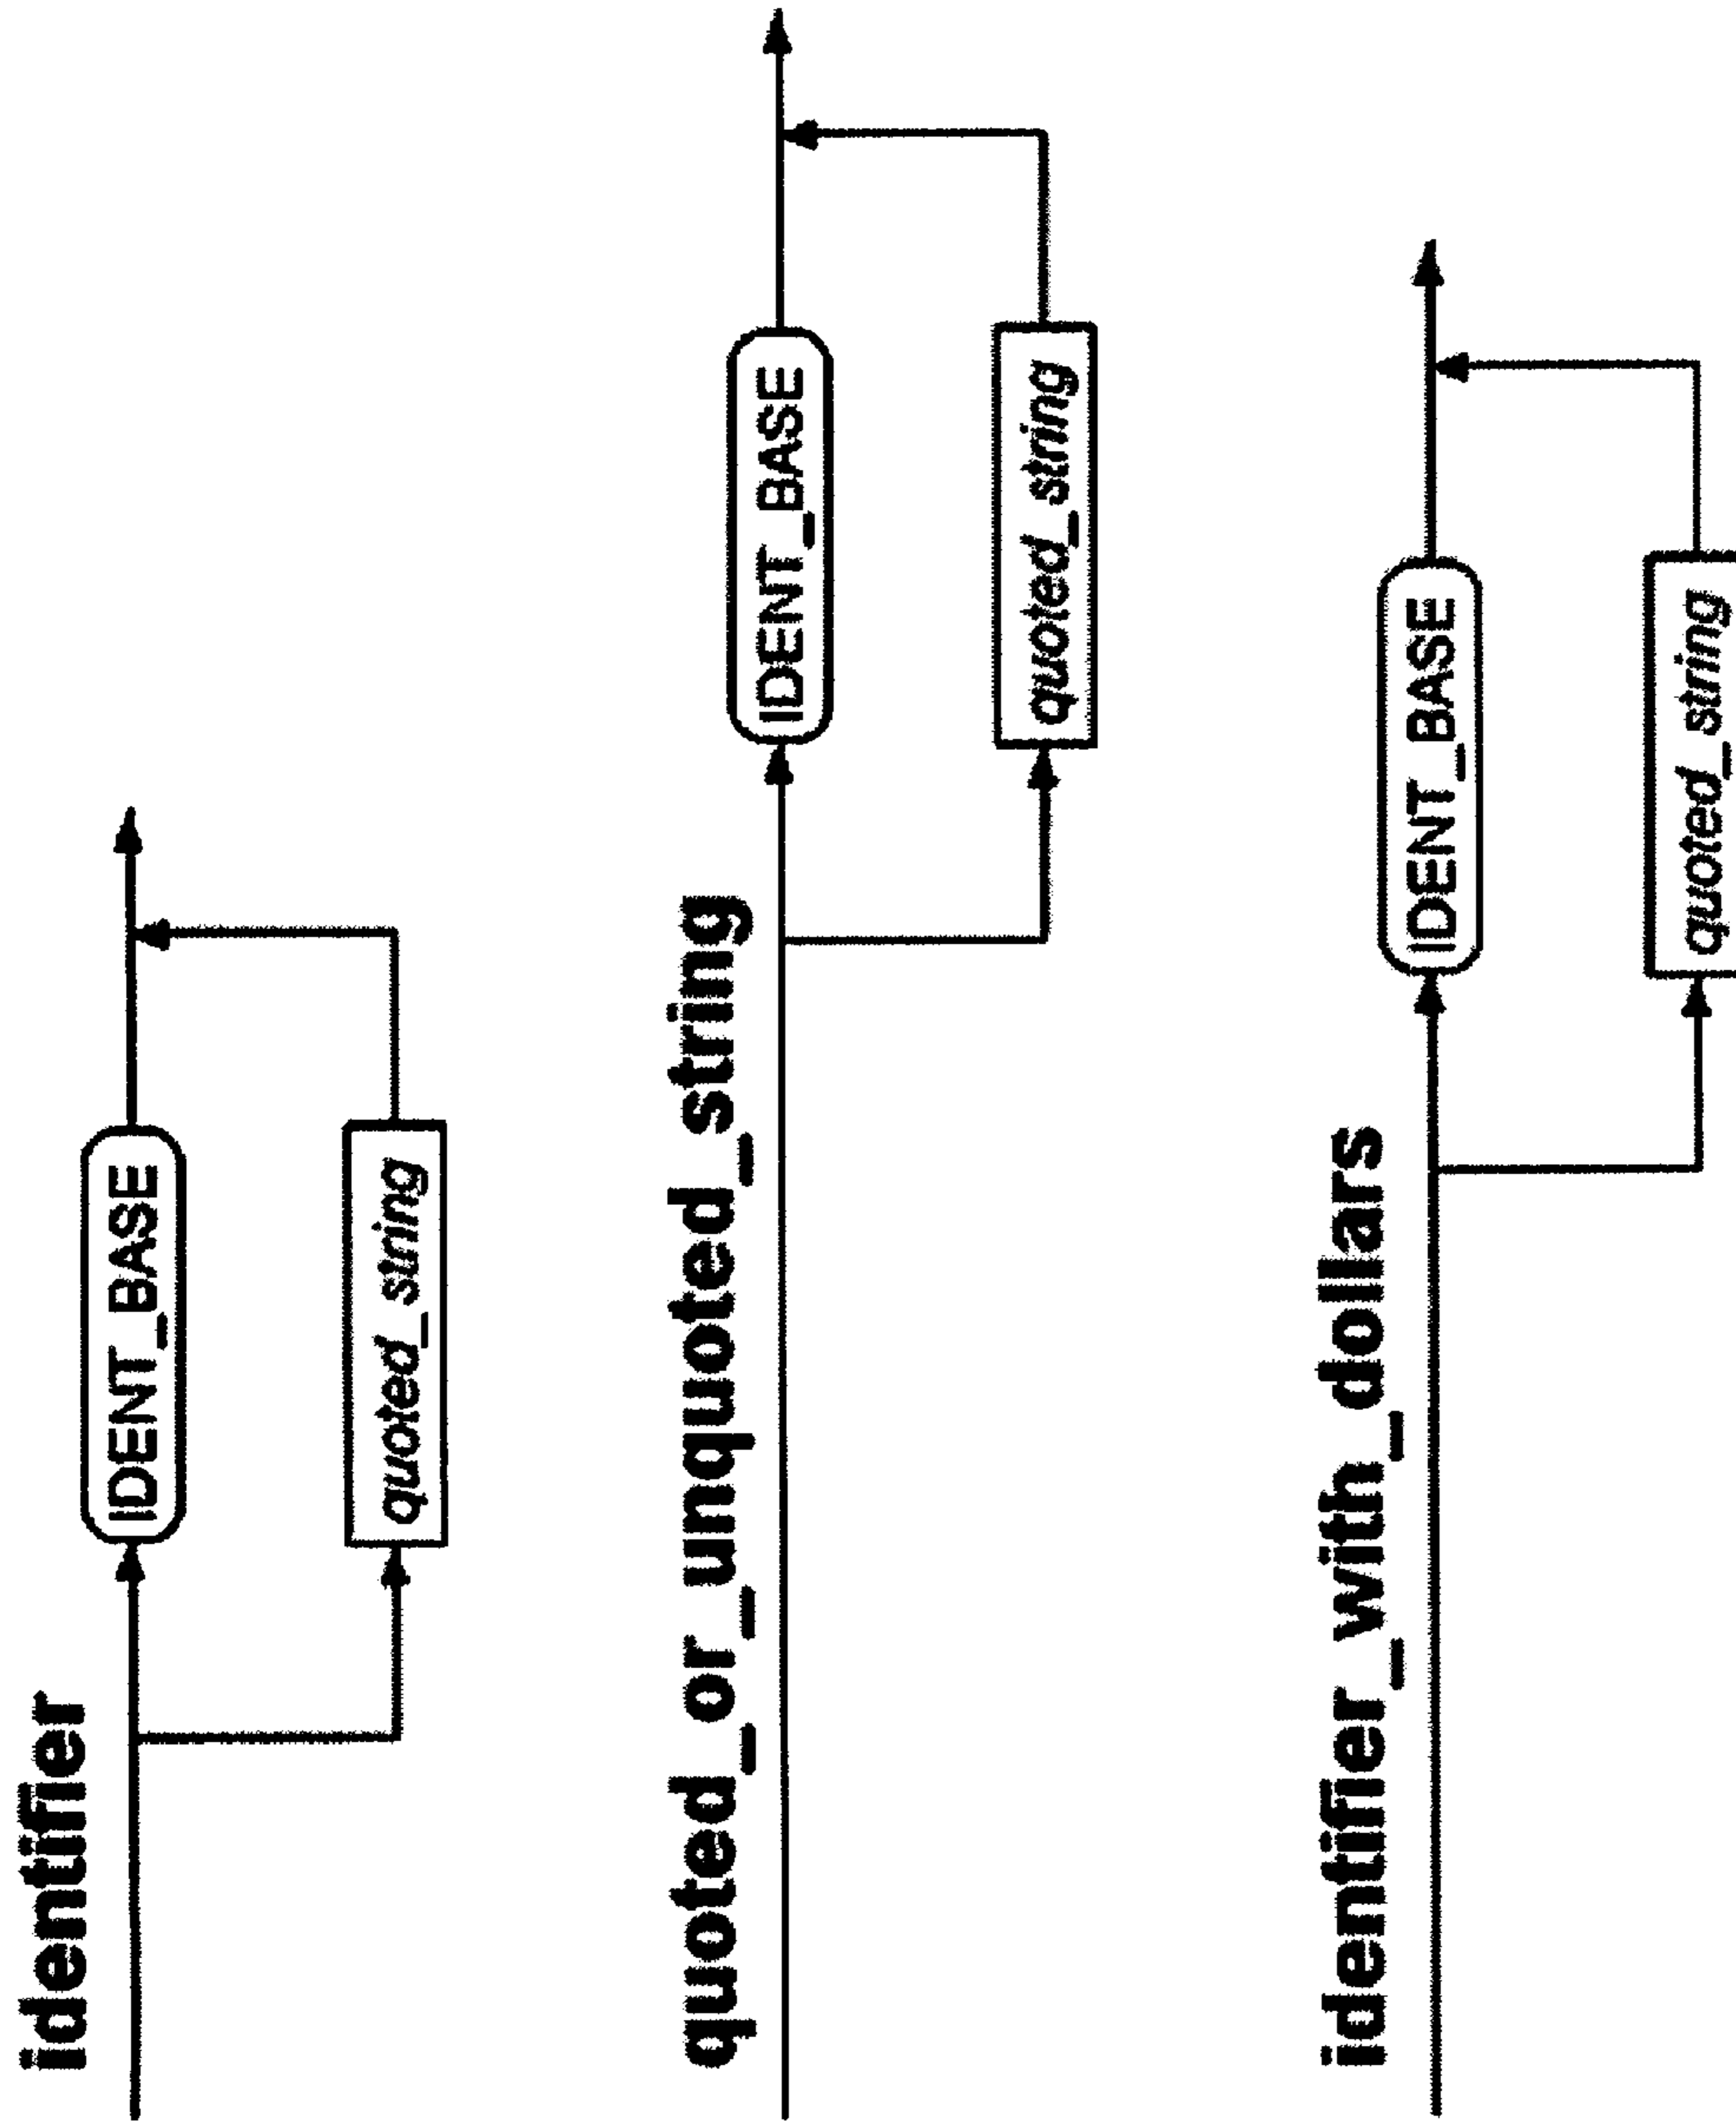 identifier
IDENT_BASE
quoted_string
quoted_or_unquoted_string
IDENT_BASE
quoted_string
identifier_with_dollars
IDENT_BASE
quoted_string